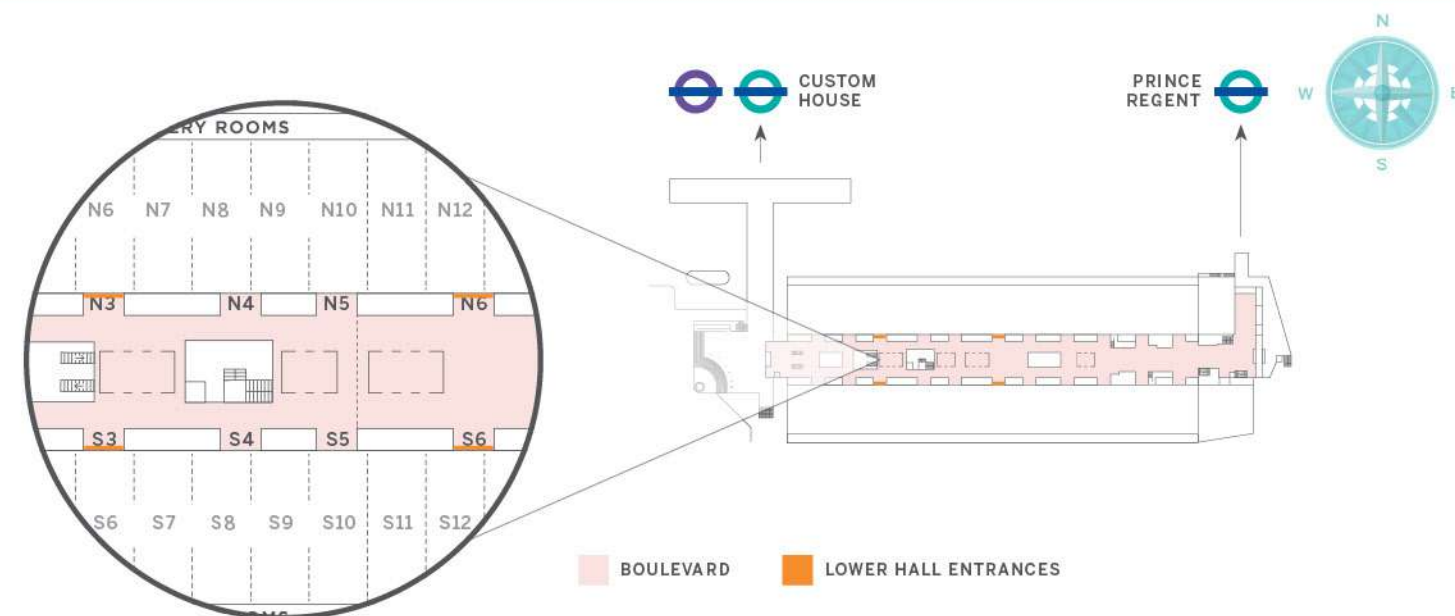 N
CUSTOM
HOUSE
PRINCE
REGENT
W
S
ROOMS
N6 N7 N8 N9 N10 N11 N12
N3 N4 N5 N6
S3 S4 S5 S6
S6 S7 S8 S9 S10 S11 S12
BOULEVARD
LOWER HALL ENTRANCES